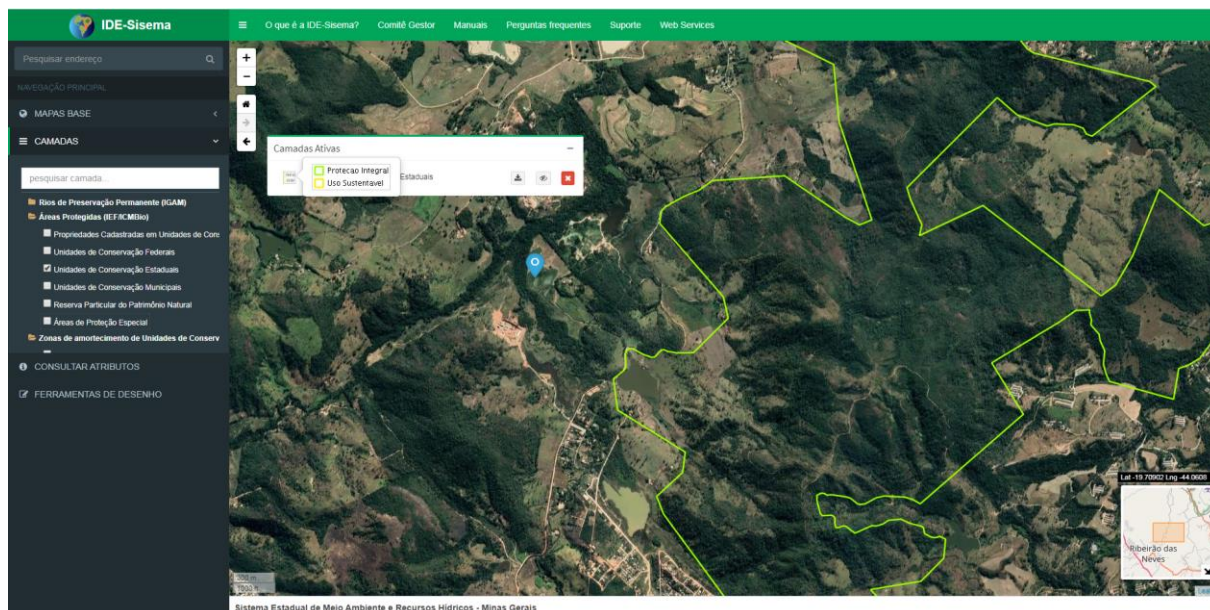 IDE-Sisema
O que é a IDE-Sisema? Comitê Gestor Manuais Perguntas frequentes Suporte Web Services
Pesquisar endereço
NAVEGAÇÃO PRINCIPAL
MAPAS BASE
CAMADAS
pesquisar camada...
Rios de Preservação Permanente (IGAM)
Áreas Protegidas (IEF/ICMBio)
Propriedades Cadastradas em Unidades de Cons
Unidades de Conservação Federais
Unidades de Conservação Estaduais
Unidades de Conservação Municipais
Reserva Particular do Patrimônio Natural
Áreas de Proteção Especial
Zonas de amortecimento de Unidades de Conserv
CONSULTAR ATRIBUTOS
FERRAMENTAS DE DESENHO
Camadas Ativas
Protecao Integral
Uso Sustentavel
Estaduais
Lat -19.70902 Lng -44.0608
Ribeirão das
Neves
Sistema Estadual de Meio Ambiente e Recursos Hídricos - Minas Gerais